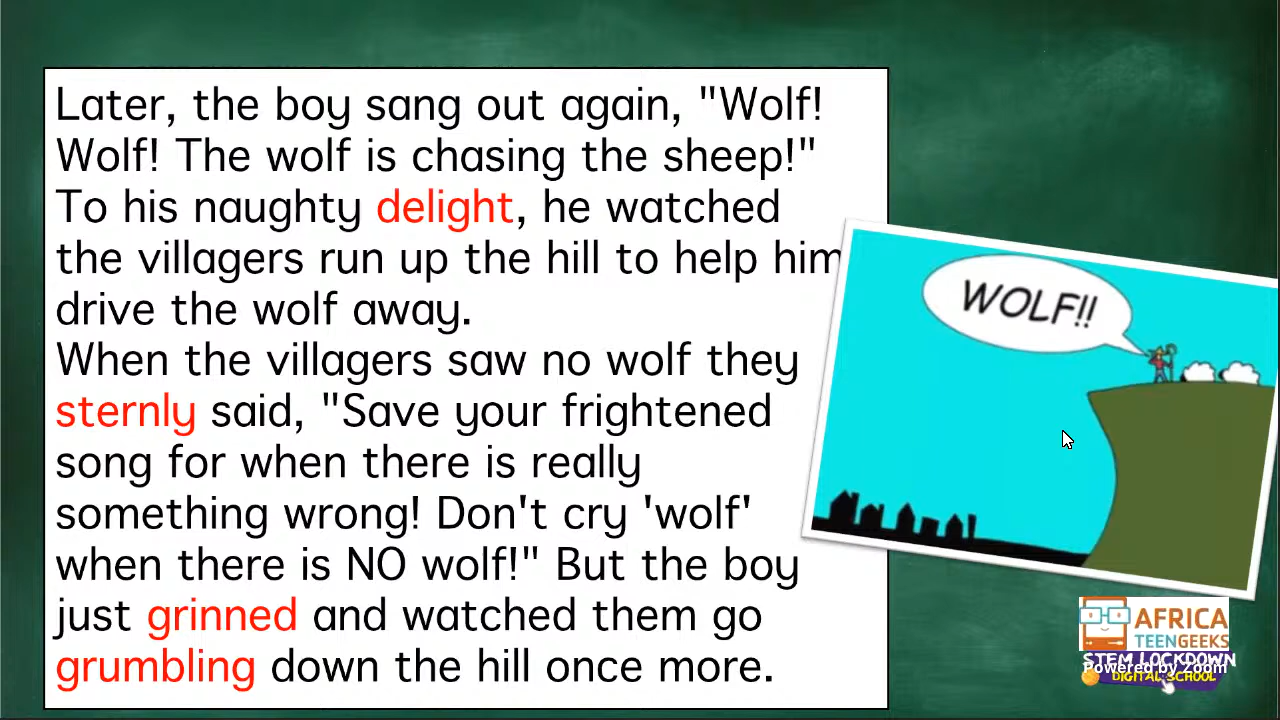 Later, the boy sang out again, "Wolf!
Wolf! The wolf is chasing the sheep!"
To his naughty delight, he watched
the villagers run up the hill to help him
drive the wolf away.
When the villagers saw no wolf they
sternly said, "Save your frightened
song for when there is really
something wrong! Don't cry 'wolf'
when there is NO wolf!" But the boy
just grinned and watched them go
grumbling down the hill once more.
WOLF!!
AFRICA
TEENGEEKS
STEM LOCKDOWN
Powered by Zoom
DIGITAL SCHOOL